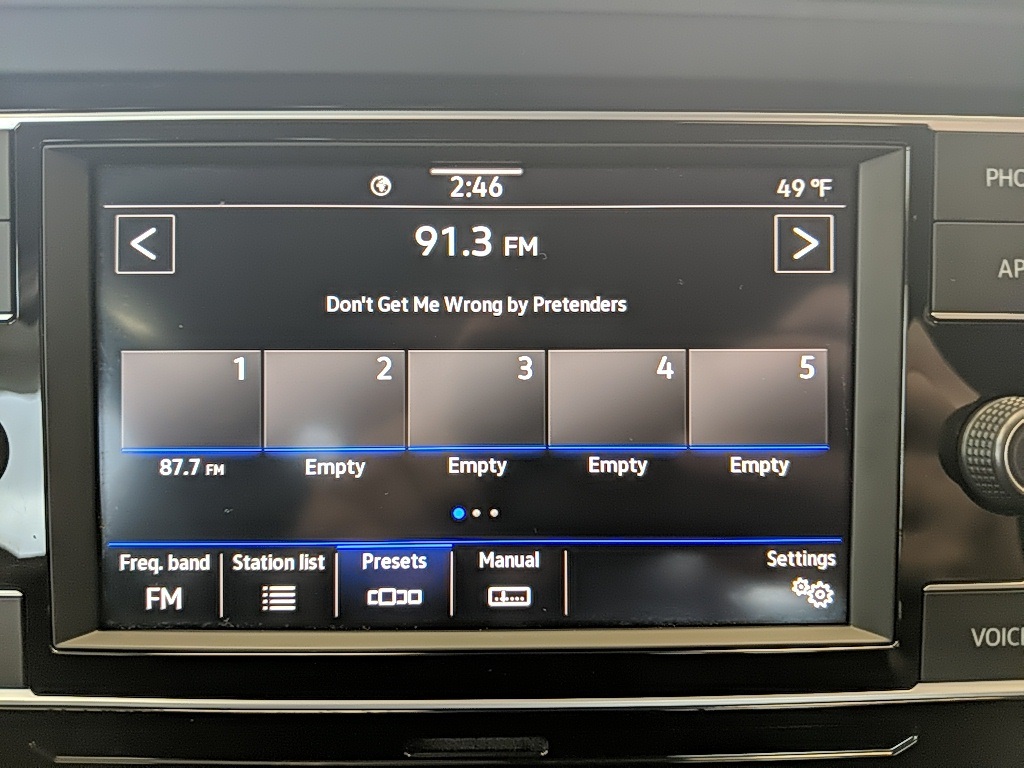 2:46
49 °F
91.3 FM
Don't Get Me Wrong by Pretenders
1 2 3 4 5
87.7 FM Empty Empty Empty Empty
Freq. band Station list Presets Manual Settings
FM
PHO
AP
VOIC